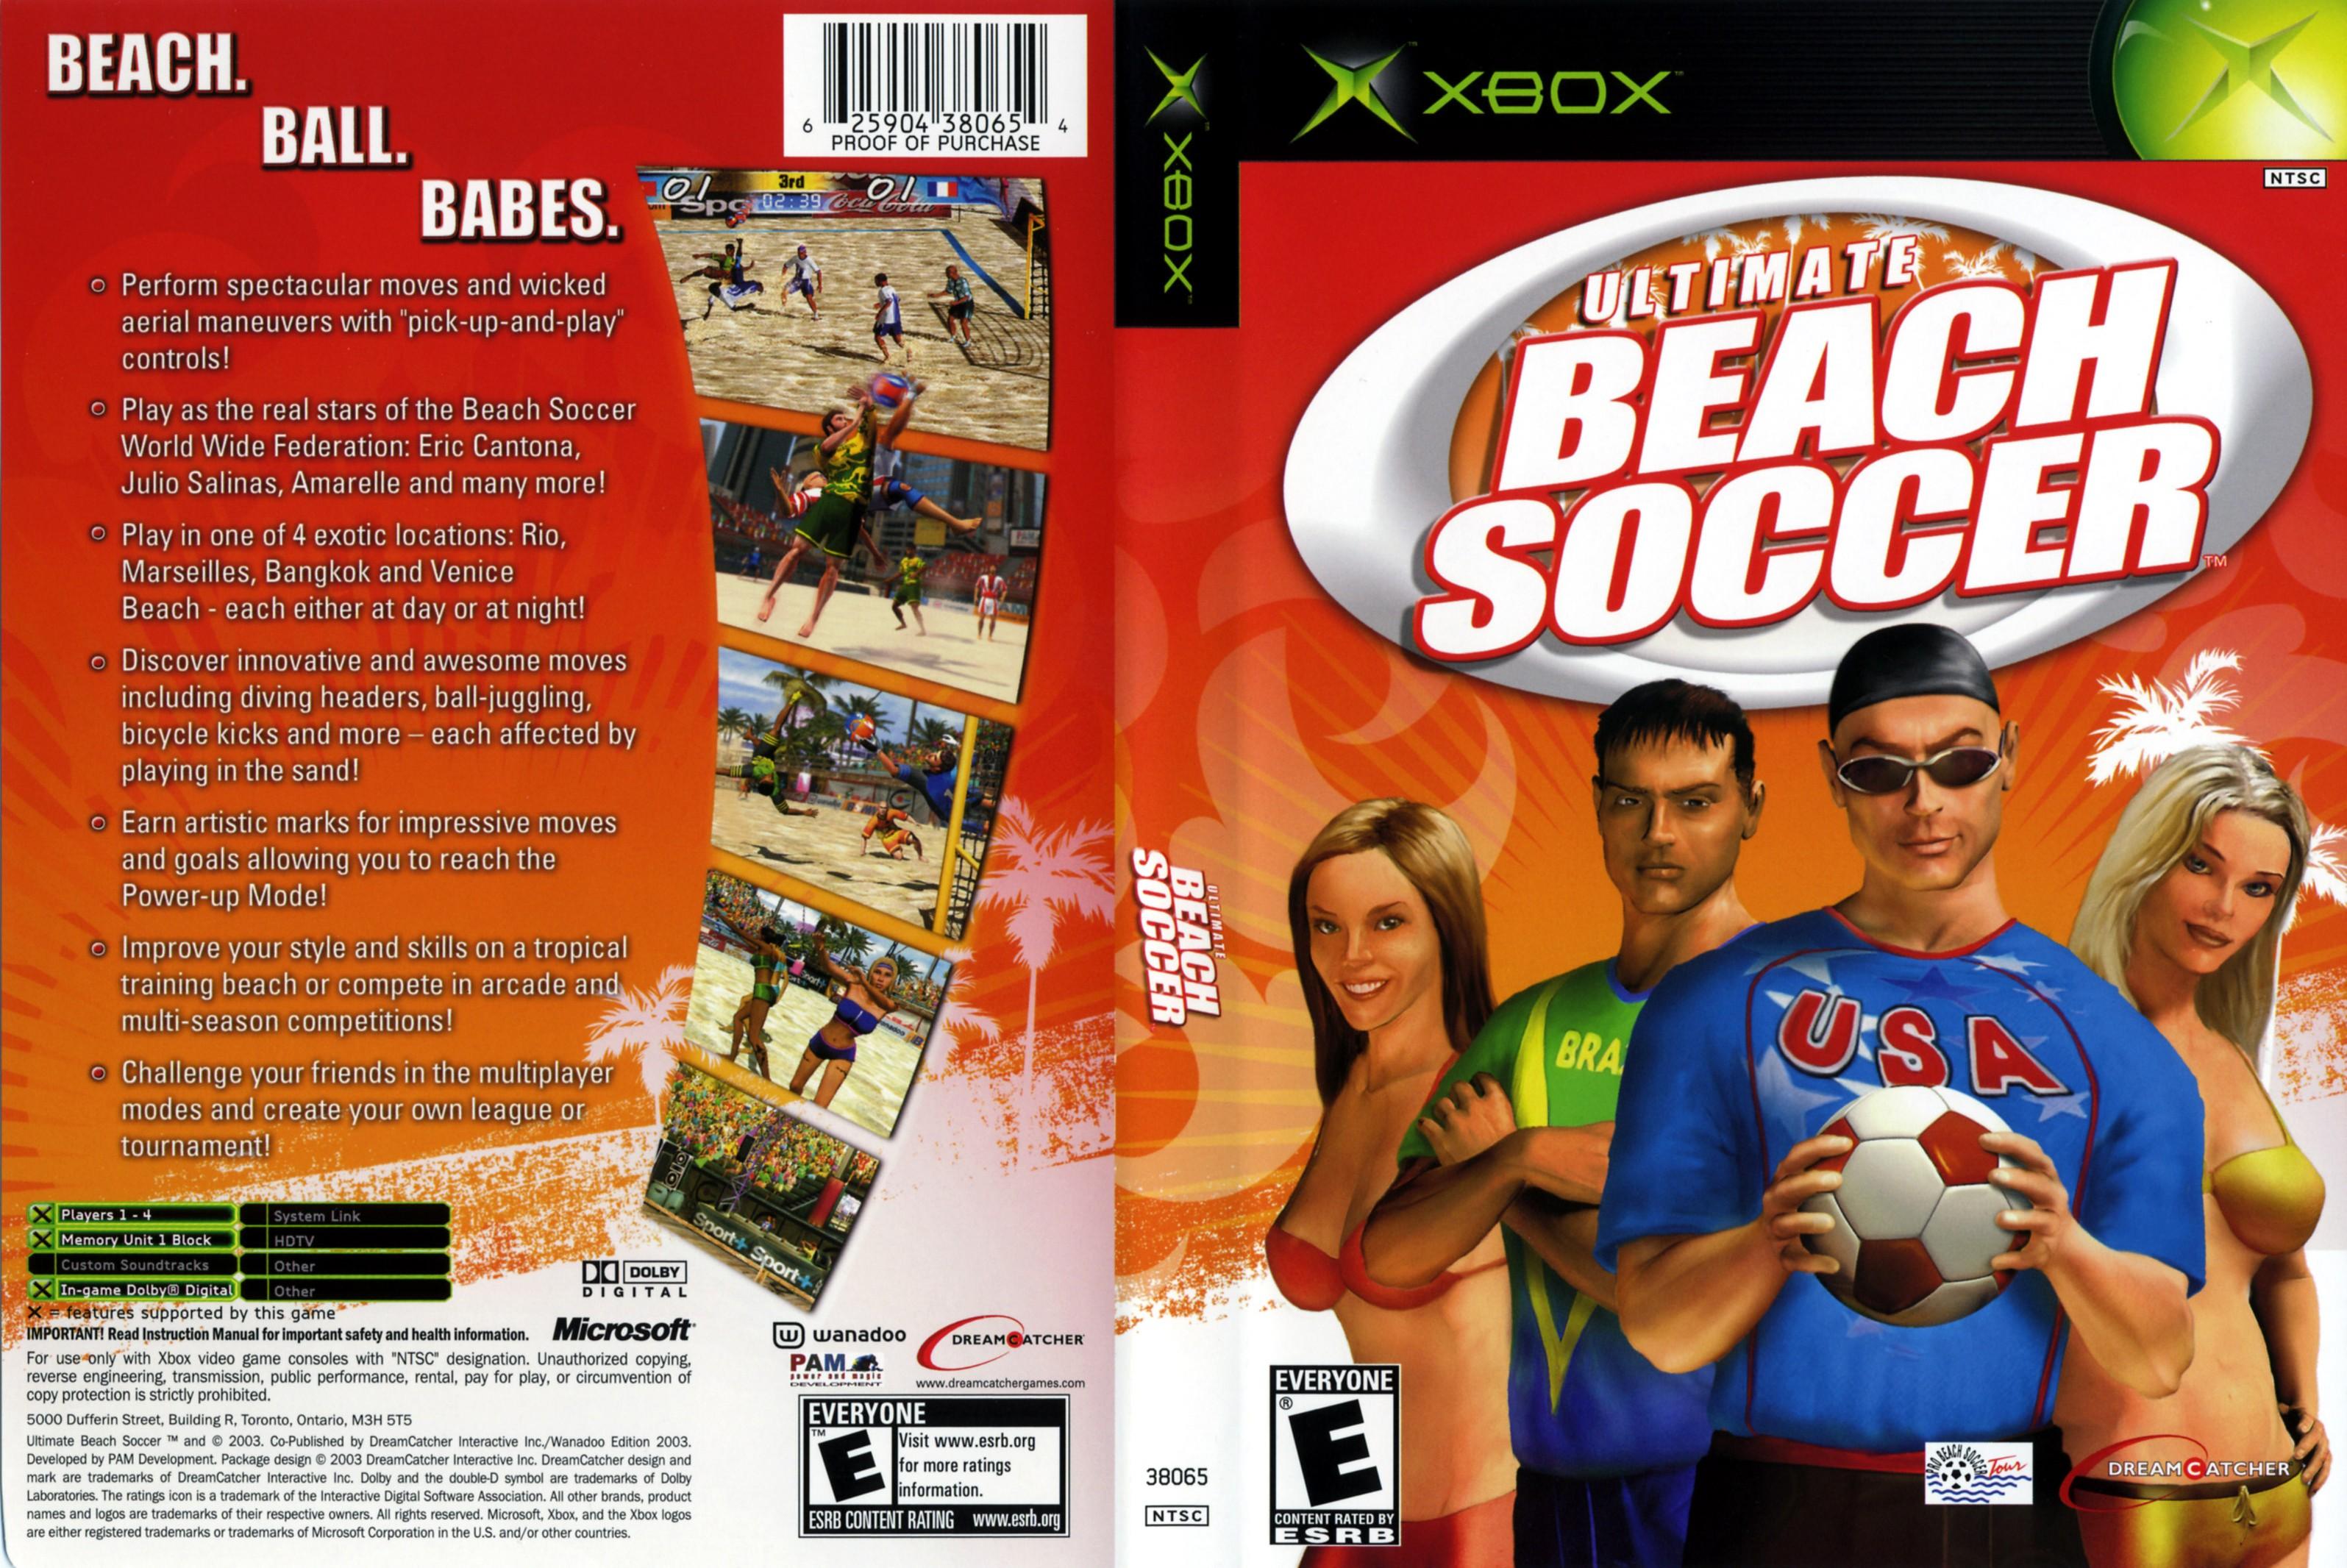 BEACH.
BALL.
BABES.
6 25904 38065 4
PROOF OF PURCHASE
Perform spectacular moves and wicked
aerial maneuvers with "pick-up-and-play"
controls!
Play as the real stars of the Beach Soccer
World Wide Federation: Eric Cantona,
Julio Salinas, Amarelle and many more!
Play in one of 4 exotic locations: Rio,
Marseilles, Bangkok and Venice
Beach - each either at day or at night!
Discover innovative and awesome moves
including diving headers, ball-juggling,
bicycle kicks and more – each affected by
playing in the sand!
Earn artistic marks for impressive moves
and goals allowing you to reach the
Power-up Mode!
Improve your style and skills on a tropical
training beach or compete in arcade and
multi-season competitions!
Challenge your friends in the multiplayer
modes and create your own league or
tournament!
01 3rd 01
02:39
Coca-Cola
Sport+ Sport+
Players 1 - 4
System Link
Memory Unit 1 Block
HDTV
Custom Soundtracks
Other
In-game Dolby® Digital
Other
X = features supported by this game
DOLBY
DIGITAL
IMPORTANT! Read Instruction Manual for important safety and health information.
Microsoft
For use only with Xbox video game consoles with "NTSC" designation. Unauthorized copying,
reverse engineering, transmission, public performance, rental, pay for play, or circumvention of
copy protection is strictly prohibited.
5000 Dufferin Street, Building R, Toronto, Ontario, M3H 5T5
Ultimate Beach Soccer ™ and © 2003. Co-Published by DreamCatcher Interactive Inc./Wanadoo Edition 2003.
Developed by PAM Development. Package design © 2003 DreamCatcher Interactive Inc. DreamCatcher design and
mark are trademarks of DreamCatcher Interactive Inc. Dolby and the double-D symbol are trademarks of Dolby
Laboratories. The ratings icon is a trademark of the Interactive Digital Software Association. All other brands, product
names and logos are trademarks of their respective owners. All rights reserved. Microsoft, Xbox, and the Xbox logos
are either registered trademarks or trademarks of Microsoft Corporation in the U.S. and/or other countries.
w wanadoo
DREAMCATCHER
PAM
power and magic
DEVELOPMENT
www.dreamcatchergames.com
EVERYONE
™
E
Visit www.esrb.org
for more ratings
information.
ESRB CONTENT RATING www.esrb.org
XBOX™
ULTIMATE
BEACH
SOCCER
38065
NTSC
XBOX™
NTSC
ULTIMATE
BEACH
SOCCER™
BRA
USA
EVERYONE
®
E
CONTENT RATED BY
ESRB
PRO BEACH SOCCER Tour
DREAMCATCHER